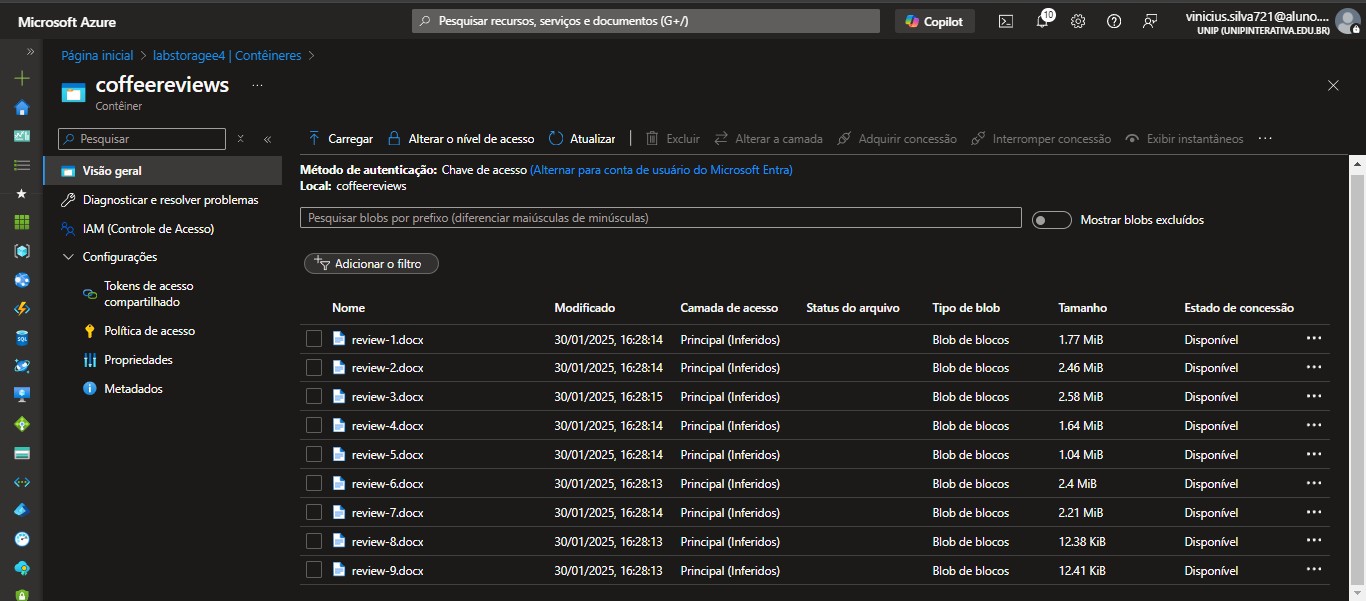 Microsoft Azure
Pesquisar recursos, serviços e documentos (G+/)
Copilot
10
vinicius.silva721@aluno....
UNIP (UNIPINTERATIVA.EDU.BR)
Página inicial > labstoragee4 | Contêineres >
coffeereviews ...
Contêiner
Pesquisar
Carregar Alterar o nível de acesso Atualizar | Excluir Alterar a camada Adquirir concessão Interromper concessão Exibir instantâneos ...
Visão geral
Diagnosticar e resolver problemas
IAM (Controle de Acesso)
Configurações
Tokens de acesso
compartilhado
Política de acesso
Propriedades
Metadados
Método de autenticação: Chave de acesso (Alternar para conta de usuário do Microsoft Entra)
Local: coffeereviews
Pesquisar blobs por prefixo (diferenciar maiúsculas de minúsculas)
Mostrar blobs excluídos
Adicionar o filtro
Nome Modificado Camada de acesso Status do arquivo Tipo de blob Tamanho Estado de concessão
review-1.docx 30/01/2025, 16:28:14 Principal (Inferidos) Blob de blocos 1.77 MiB Disponível ...
review-2.docx 30/01/2025, 16:28:14 Principal (Inferidos) Blob de blocos 2.46 MiB Disponível ...
review-3.docx 30/01/2025, 16:28:15 Principal (Inferidos) Blob de blocos 2.58 MiB Disponível ...
review-4.docx 30/01/2025, 16:28:14 Principal (Inferidos) Blob de blocos 1.64 MiB Disponível ...
review-5.docx 30/01/2025, 16:28:14 Principal (Inferidos) Blob de blocos 1.04 MiB Disponível ...
review-6.docx 30/01/2025, 16:28:13 Principal (Inferidos) Blob de blocos 2.4 MiB Disponível ...
review-7.docx 30/01/2025, 16:28:14 Principal (Inferidos) Blob de blocos 2.21 MiB Disponível ...
review-8.docx 30/01/2025, 16:28:13 Principal (Inferidos) Blob de blocos 12.38 KiB Disponível ...
review-9.docx 30/01/2025, 16:28:13 Principal (Inferidos) Blob de blocos 12.41 KiB Disponível ...